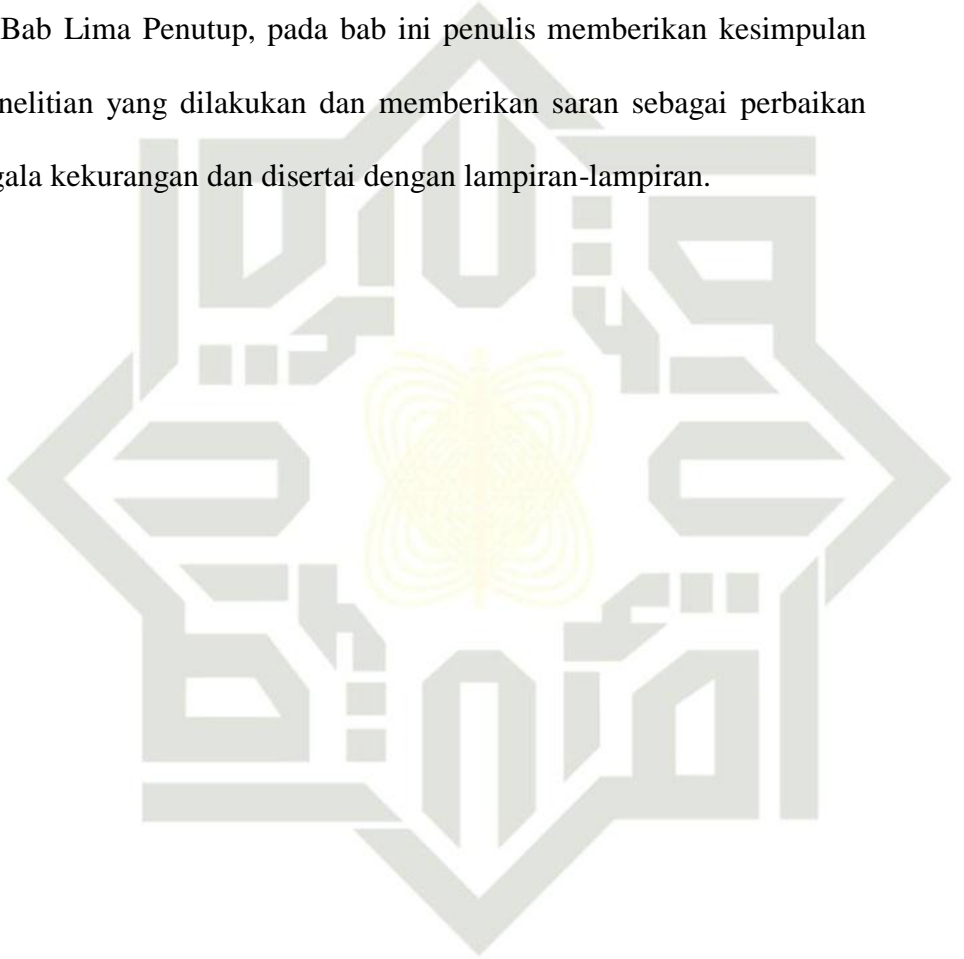 Bab Lima Penutup, pada bab ini penulis memberikan kesimpulan
nelitian yang dilakukan dan memberikan saran sebagai perbaikan
gala kekurangan dan disertai dengan lampiran-lampiran.